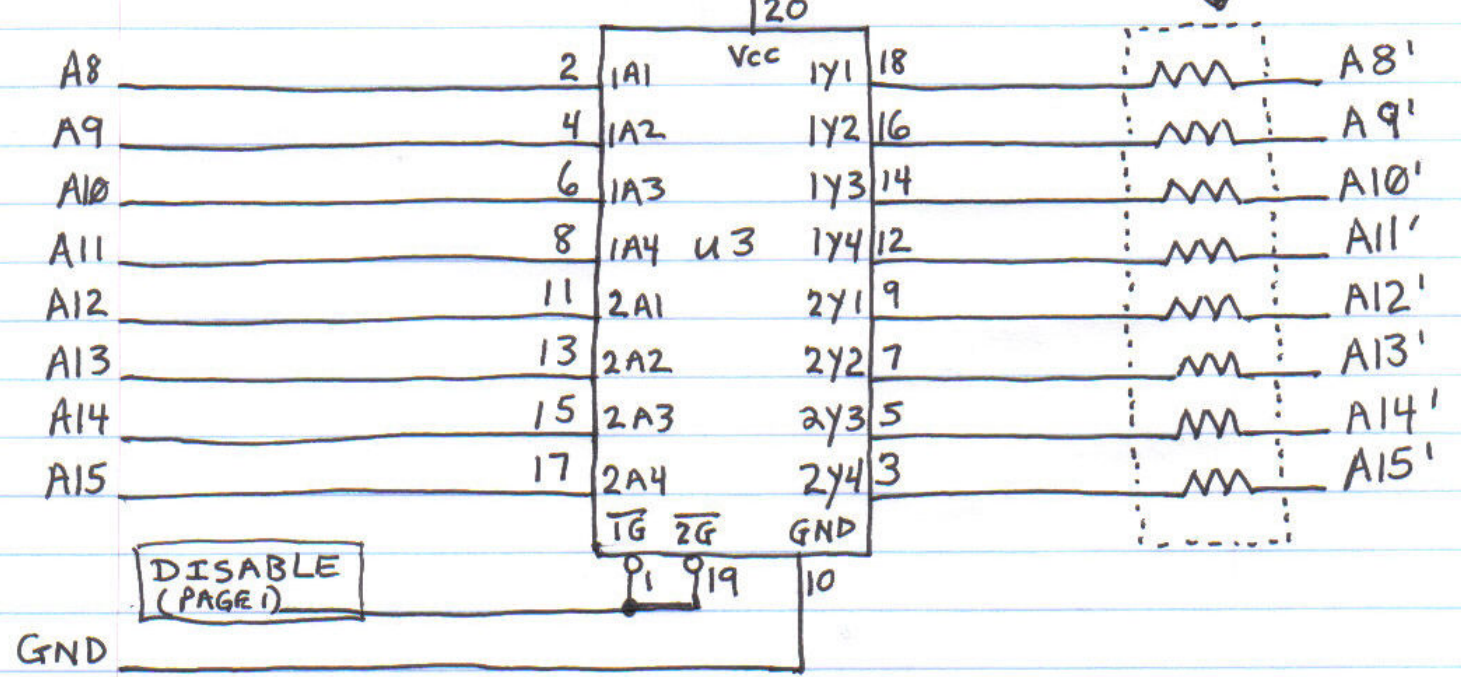 20
Vcc
A8 2 1A1 1Y1 18 A8'
A9 4 1A2 1Y2 16 A9'
A10 6 1A3 1Y3 14 A10'
A11 8 1A4 U3 1Y4 12 A11'
A12 11 2A1 2Y1 9 A12'
A13 13 2A2 2Y2 7 A13'
A14 15 2A3 2Y3 5 A14'
A15 17 2A4 2Y4 3 A15'
1G 2G GND
DISABLE 1 19 10
(PAGE 1)
GND